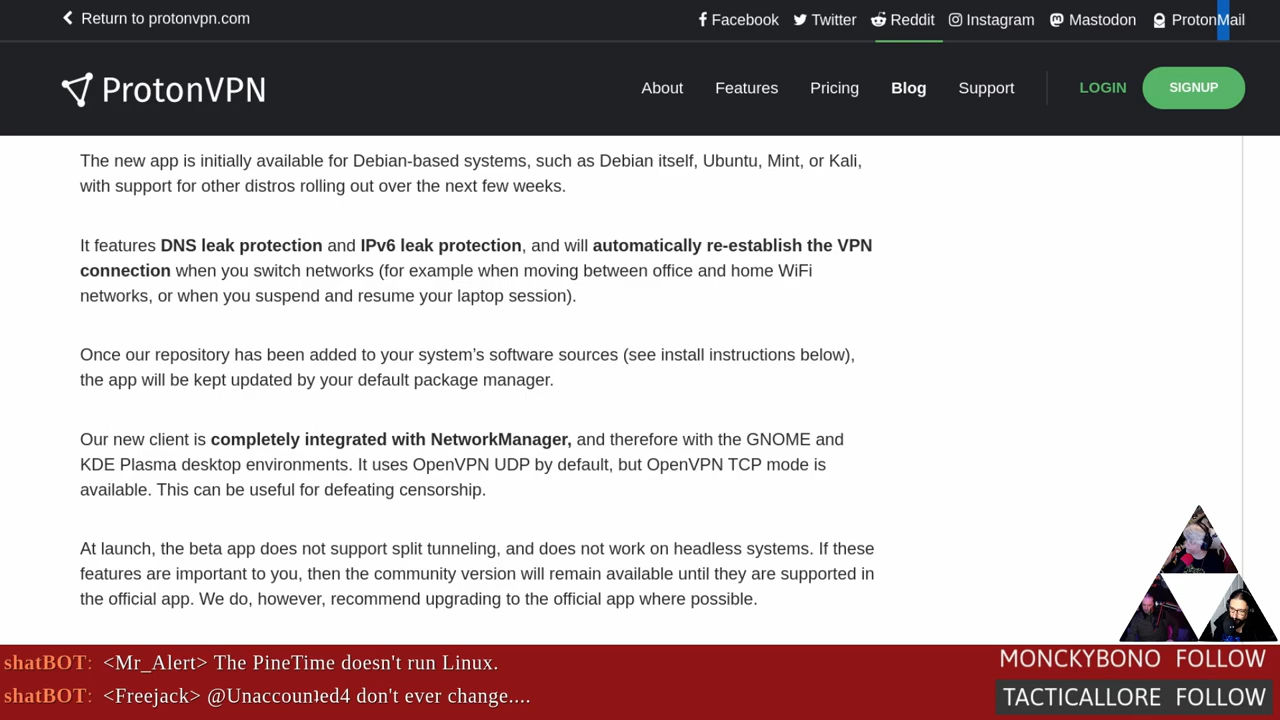 Return to protonvpn.com
Facebook Twitter Reddit Instagram Mastodon ProtonMail
ProtonVPN
About Features Pricing Blog Support LOGIN SIGNUP
The new app is initially available for Debian-based systems, such as Debian itself, Ubuntu, Mint, or Kali,
with support for other distros rolling out over the next few weeks.
It features DNS leak protection and IPv6 leak protection, and will automatically re-establish the VPN
connection when you switch networks (for example when moving between office and home WiFi
networks, or when you suspend and resume your laptop session).
Once our repository has been added to your system’s software sources (see install instructions below),
the app will be kept updated by your default package manager.
Our new client is completely integrated with NetworkManager, and therefore with the GNOME and
KDE Plasma desktop environments. It uses OpenVPN UDP by default, but OpenVPN TCP mode is
available. This can be useful for defeating censorship.
At launch, the beta app does not support split tunneling, and does not work on headless systems. If these
features are important to you, then the community version will remain available until they are supported in
the official app. We do, however, recommend upgrading to the official app where possible.
shatBOT: <Mr_Alert> The PineTime doesn't run Linux.
shatBOT: <Freejack> @Unaccounted4 don't ever change....
MONCKYBONO FOLLOW
TACTICALLORE FOLLOW